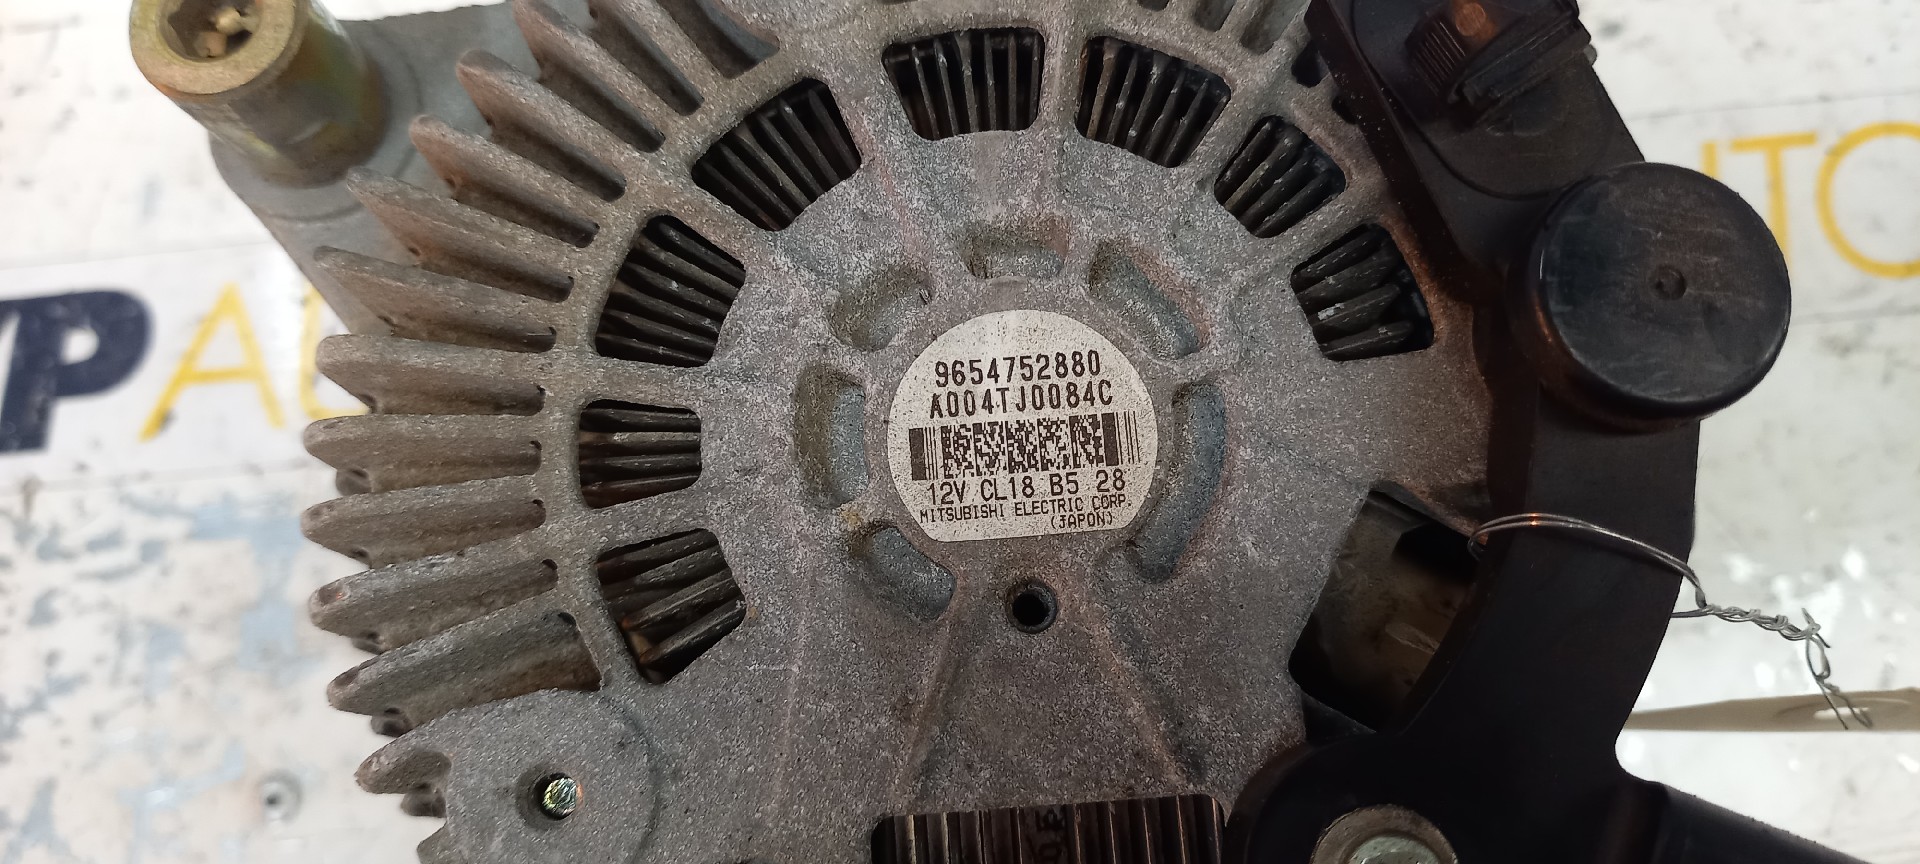 9654752880
A004TJ0084C
12V CL18 B5 28
MITSUBISHI ELECTRIC CORP.
(JAPON)